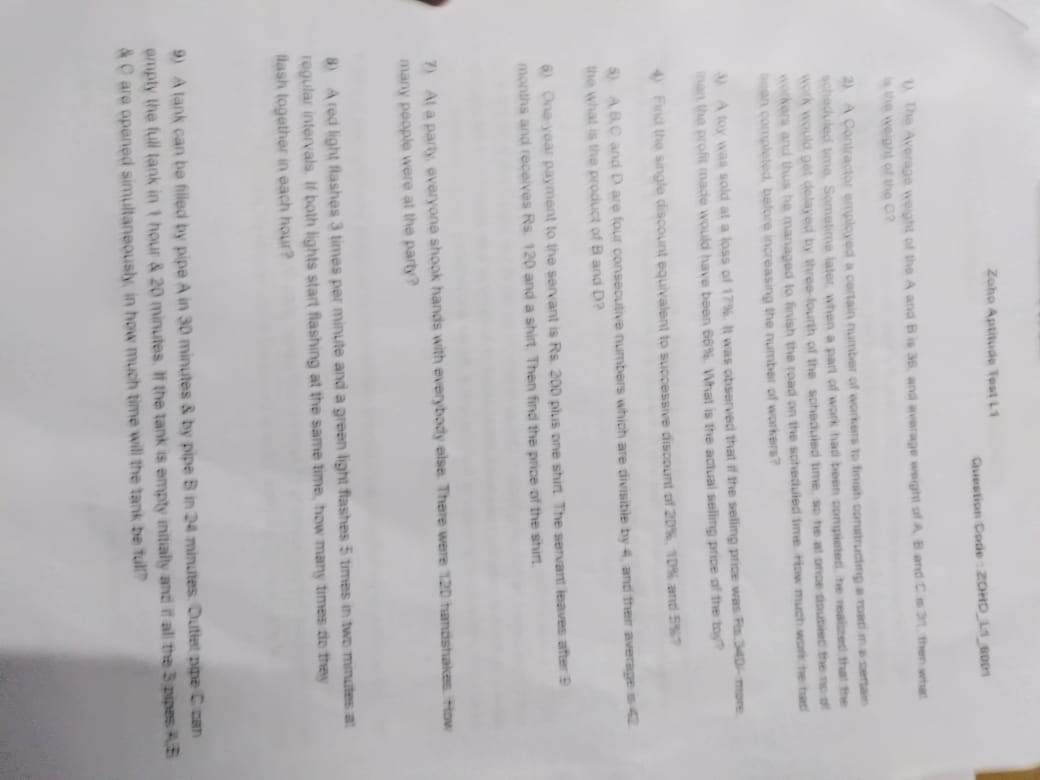 Zoho Aptitude Test L1
Question Code : ZOHO_L1_6001
1) The Average weight of the A and B is 36, and average weight of A, B and C is 31, then what
is the weight of the C?
2) A Contractor employed a certain number of workers to finish constructing a road in a certain
scheduled time. Sometime later, when a part of work had been completed, he realized that the
work would get delayed by three-fourth of the scheduled time, so he at once doubled the no of
workers and thus he managed to finish the road on the scheduled time. How much work he had
been completed, before increasing the number of workers?
3) A toy was sold at a loss of 17%. It was observed that if the selling price was Rs. 340- more,
then the profit made would have been 66%. What is the actual selling price of the toy?
4) Find the single discount equivalent to successive discount of 20%, 10% and 5%?
5) A,B,C and D are four consecutive numbers which are divisible by 4, and their average is 42,
the what is the product of B and D?
6) One-year payment to the servant is Rs. 200 plus one shirt. The servant leaves after 9
months and receives Rs. 120 and a shirt. Then find the price of the shirt.
7) At a party, everyone shook hands with everybody else. There were 120 handshakes. How
many people were at the party?
8) A red light flashes 3 times per minute and a green light flashes 5 times in two minutes at
regular intervals. If both lights start flashing at the same time, how many times do they
flash together in each hour?
9) A tank can be filled by pipe A in 30 minutes & by pipe B in 24 minutes. Outlet pipe C can
empty the full tank in 1 hour & 20 minutes. If the tank is empty initially and if all the 3 pipes A,B
& C are opened simultaneously, in how much time will the tank be full?